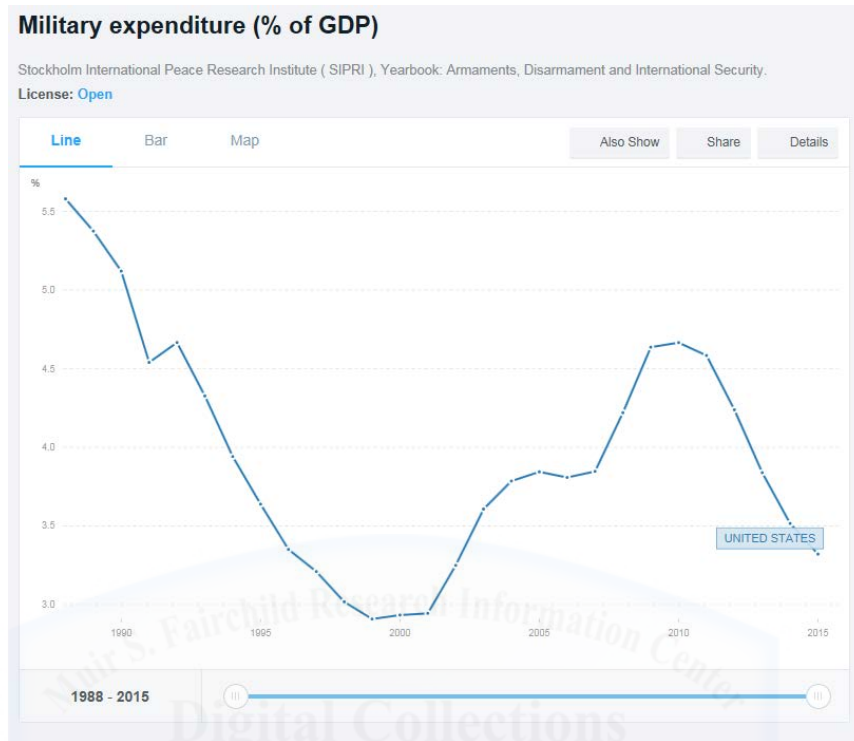 Military expenditure (% of GDP)
Stockholm International Peace Research Institute ( SIPRI ), Yearbook: Armaments, Disarmament and International Security.
License: Open
Line Bar Map Also Show Share Details
%
5.5
5.0
4.5
4.0
3.5
UNITED STATES
3.0
1990 1995 2000 2005 2010 2015
1988 - 2015
Muir S. Fairchild Research Information Center
Digital Collections